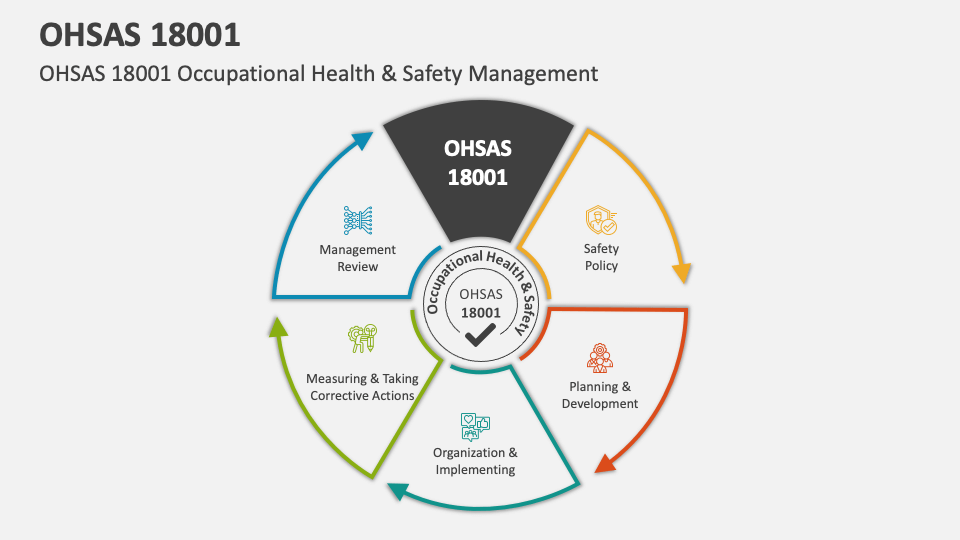 OHSAS 18001
OHSAS 18001 Occupational Health & Safety Management
OHSAS
18001
Safety
Policy
Planning &
Development
Organization &
Implementing
Measuring & Taking
Corrective Actions
Management
Review
Occupational Health & Safety
OHSAS
18001